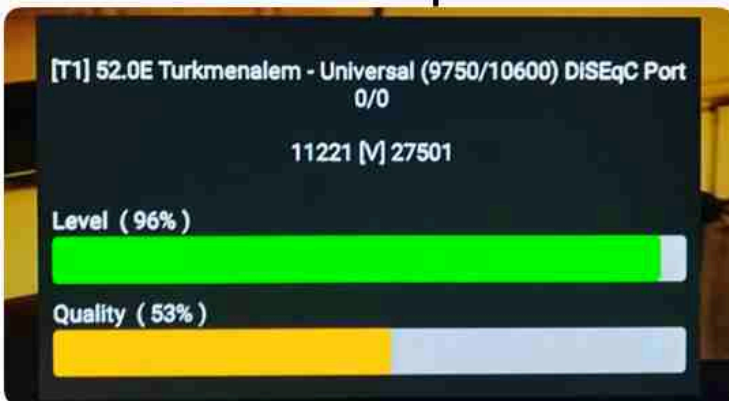 [T1] 52.0E Turkmenalem - Universal (9750/10600) DiSEqC Port
0/0
11221 [V] 27501
Level ( 96% )
Quality ( 53% )